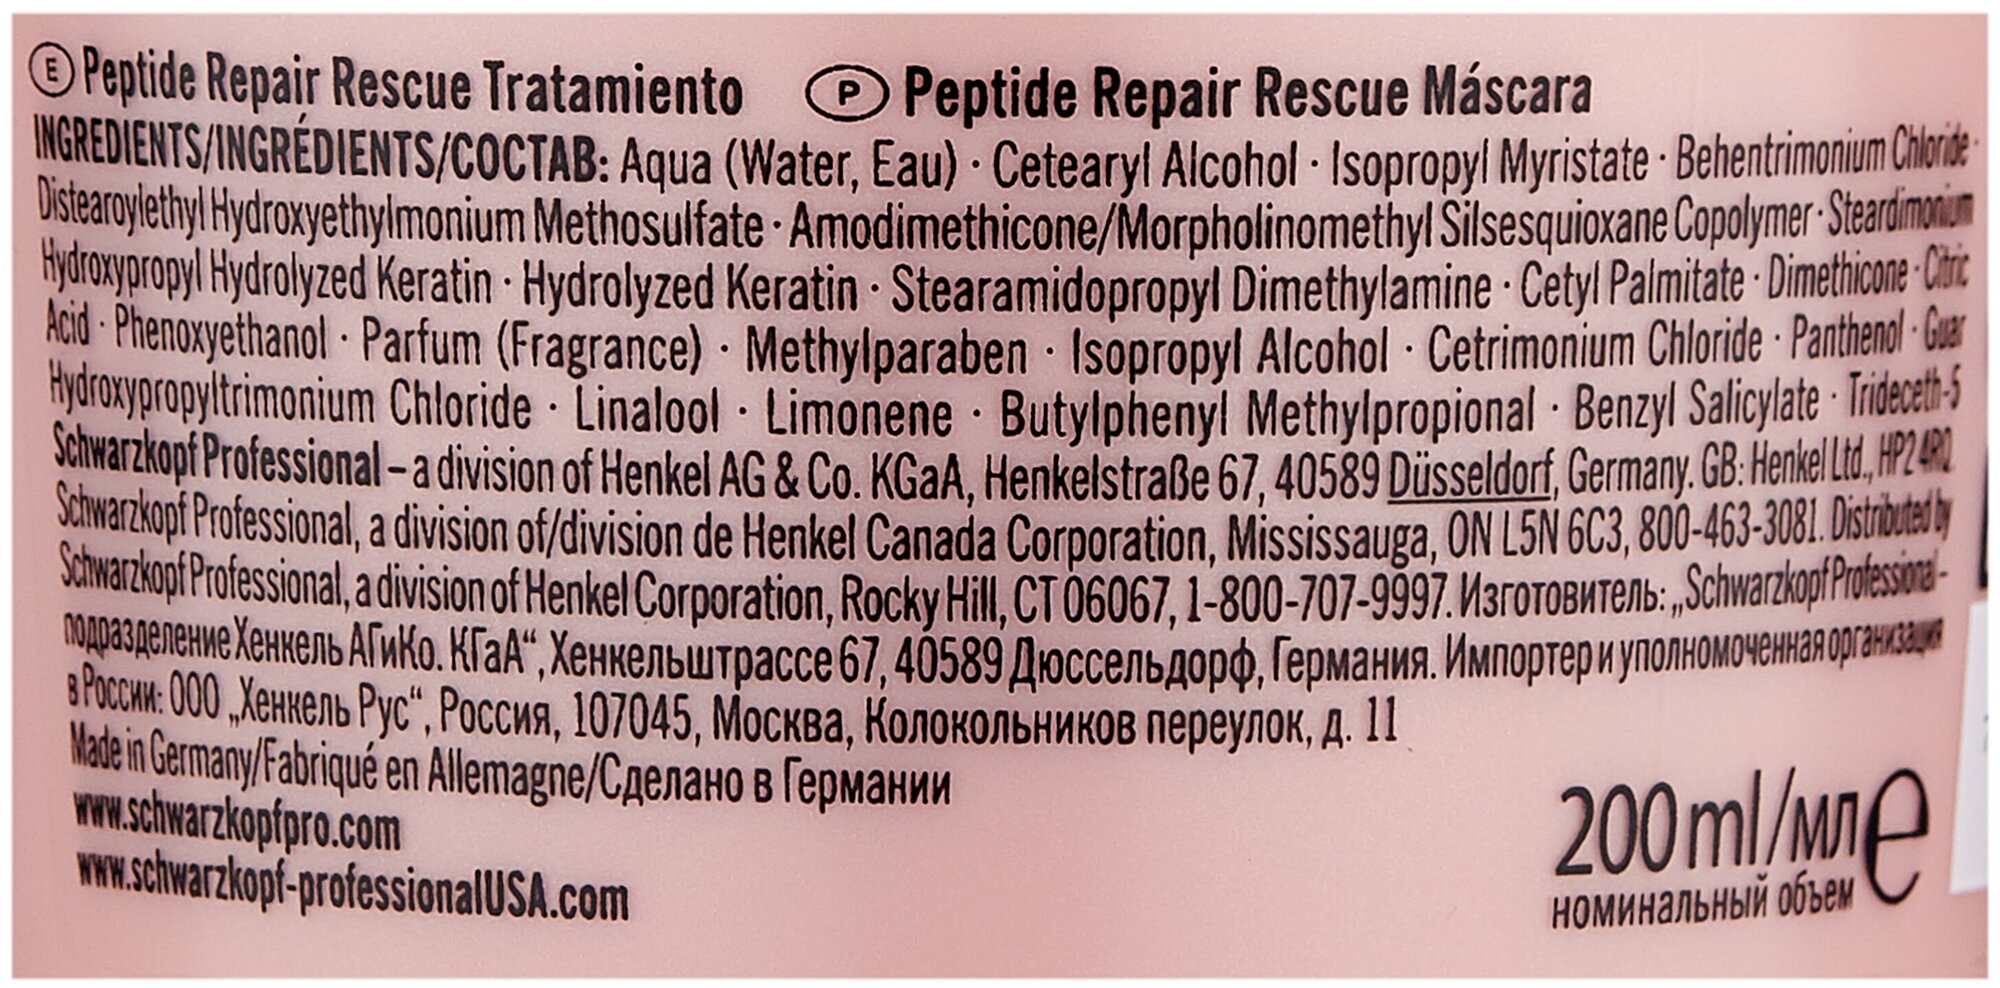 E Peptide Repair Rescue Tratamiento P Peptide Repair Rescue Máscara
INGREDIENTS/INGRÉDIENTS/СОСТАВ: Aqua (Water, Eau) · Cetearyl Alcohol · Isopropyl Myristate · Behentrimonium Chloride ·
Distearoylethyl Hydroxyethylmonium Methosulfate · Amodimethicone/Morpholinomethyl Silsesquioxane Copolymer · Steardimonium
Hydroxypropyl Hydrolyzed Keratin · Hydrolyzed Keratin · Stearamidopropyl Dimethylamine · Cetyl Palmitate · Dimethicone · Citric
Acid · Phenoxyethanol · Parfum (Fragrance) · Methylparaben · Isopropyl Alcohol · Cetrimonium Chloride · Panthenol · Guar
Hydroxypropyltrimonium Chloride · Linalool · Limonene · Butylphenyl Methylpropional · Benzyl Salicylate · Trideceth-5
Schwarzkopf Professional – a division of Henkel AG & Co. KGaA, Henkelstraße 67, 40589 Düsseldorf, Germany. GB: Henkel Ltd., HP2 4RQ
Schwarzkopf Professional, a division of/division de Henkel Canada Corporation, Mississauga, ON L5N 6C3, 800-463-3081. Distributed by
Schwarzkopf Professional, a division of Henkel Corporation, Rocky Hill, CT 06067, 1-800-707-9997. Изготовитель: „Schwarzkopf Professional -
подразделение Хенкель АГиКо. КГаА“, Хенкельштрассе 67, 40589 Дюссельдорф, Германия. Импортер и уполномоченная организация
в России: ООО „Хенкель Рус“, Россия, 107045, Москва, Колокольников переулок, д. 11
Made in Germany/Fabriqué en Allemagne/Сделано в Германии
www.schwarzkopfpro.com
www.schwarzkopf-professionalUSA.com
200 ml/мл e
номинальный объем